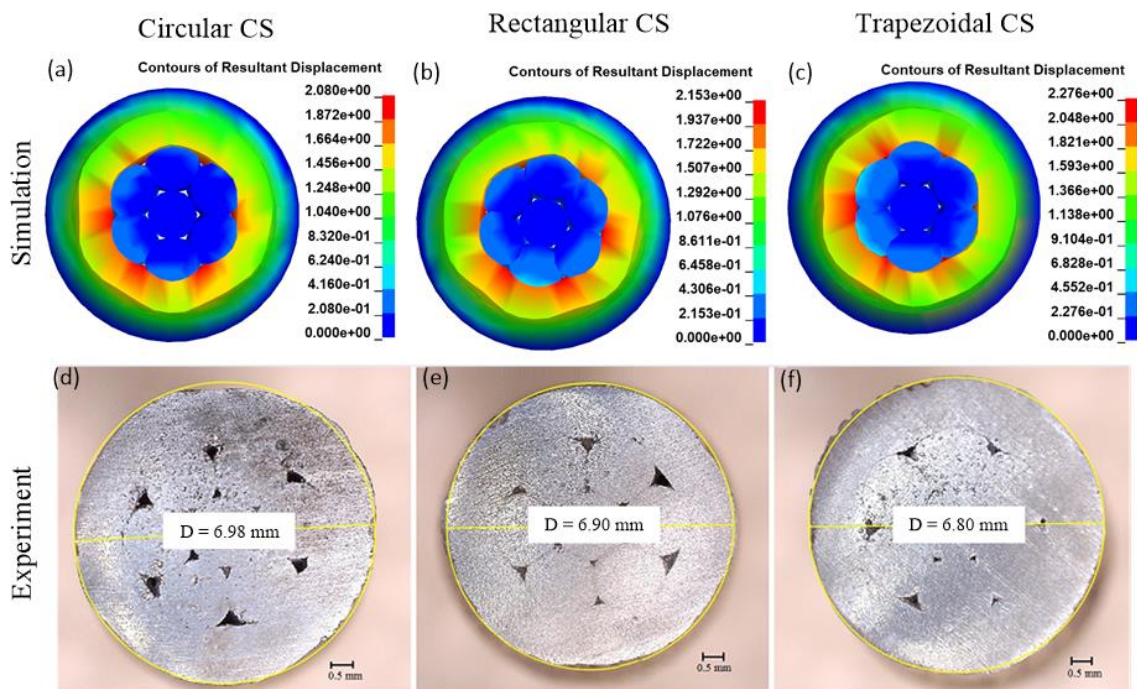 Circular CS
Rectangular CS
Trapezoidal CS
Simulation
(a)
Contours of Resultant Displacement
2.080e+00
1.872e+00
1.664e+00
1.456e+00
1.248e+00
1.040e+00
8.320e-01
6.240e-01
4.160e-01
2.080e-01
0.000e+00
(b)
Contours of Resultant Displacement
2.153e+00
1.937e+00
1.722e+00
1.507e+00
1.292e+00
1.076e+00
8.611e-01
6.458e-01
4.306e-01
2.153e-01
0.000e+00
(c)
Contours of Resultant Displacement
2.276e+00
2.048e+00
1.821e+00
1.593e+00
1.366e+00
1.138e+00
9.104e-01
6.828e-01
4.552e-01
2.276e-01
0.000e+00
Experiment
(d)
D = 6.98 mm
0.5 mm
(e)
D = 6.90 mm
0.5 mm
(f)
D = 6.80 mm
0.5 mm